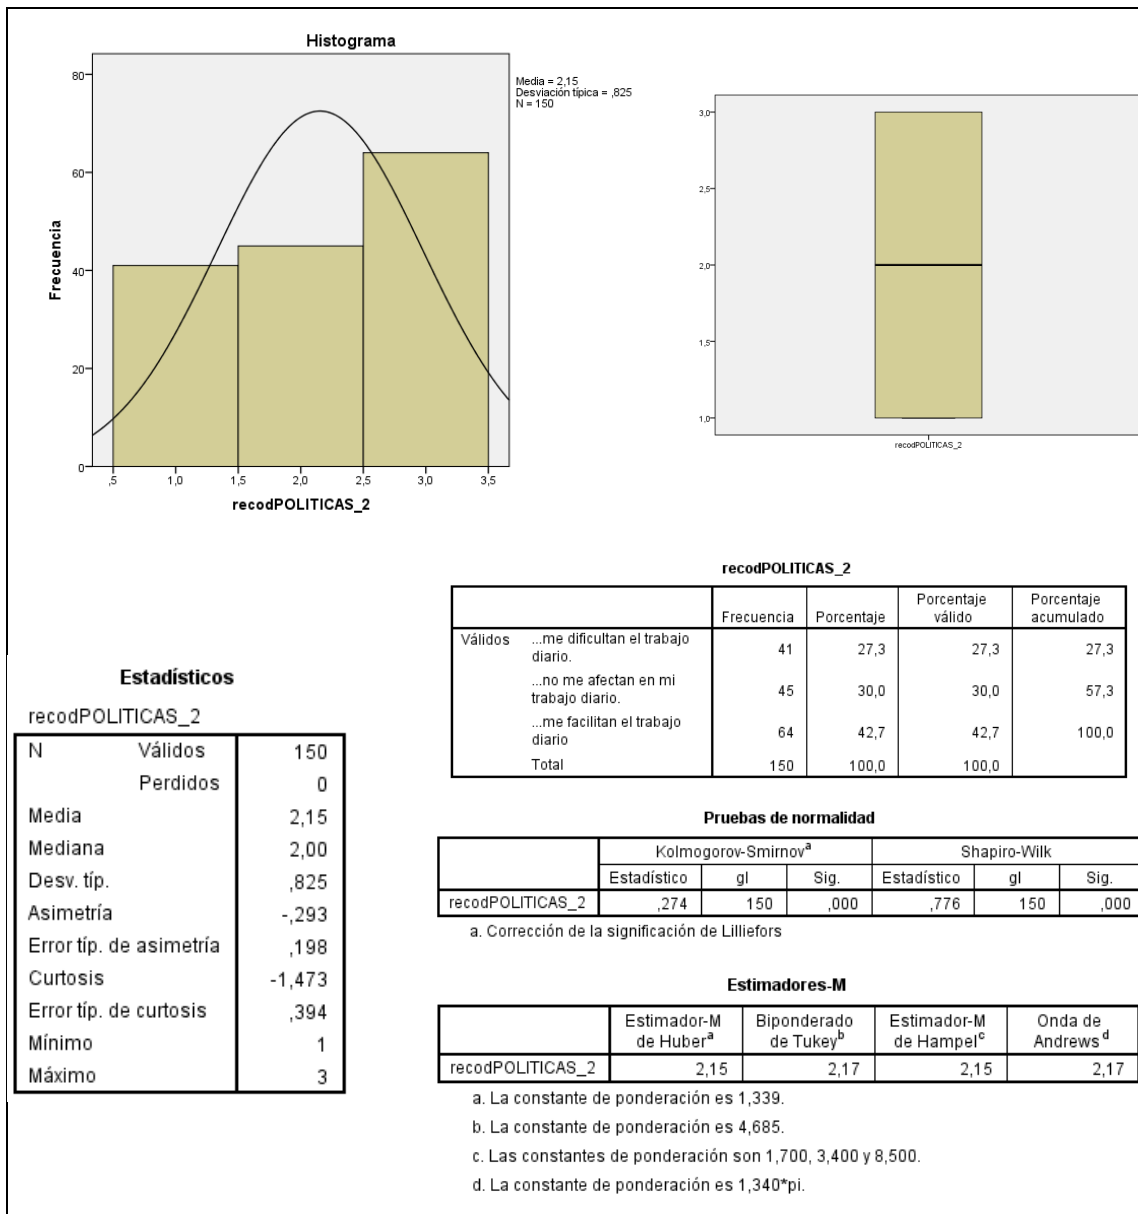 Histograma
Media = 2,15
Desviación típica = ,825
N = 150
80
60
40
20
0
Frecuencia
,5 1,0 1,5 2,0 2,5 3,0 3,5
recodPOLITICAS_2
3,0
2,5
2,0
1,5
1,0
recodPOLITICAS_2
recodPOLITICAS_2
Frecuencia Porcentaje Porcentaje válido Porcentaje acumulado
Válidos ...me dificultan el trabajo diario. 41 27,3 27,3 27,3
...no me afectan en mi trabajo diario. 45 30,0 30,0 57,3
...me facilitan el trabajo diario 64 42,7 42,7 100,0
Total 150 100,0 100,0
Estadísticos
recodPOLITICAS_2
N Válidos 150
Perdidos 0
Media 2,15
Mediana 2,00
Desv. típ. ,825
Asimetría -,293
Error típ. de asimetría ,198
Curtosis -1,473
Error típ. de curtosis ,394
Mínimo 1
Máximo 3
Pruebas de normalidad
Kolmogorov-Smirnov^a Shapiro-Wilk
Estadístico gl Sig. Estadístico gl Sig.
recodPOLITICAS_2 ,274 150 ,000 ,776 150 ,000
a. Corrección de la significación de Lilliefors
Estimadores-M
Estimador-M de Huber^a Biponderado de Tukey^b Estimador-M de Hampel^c Onda de Andrews^d
recodPOLITICAS_2 2,15 2,17 2,15 2,17
a. La constante de ponderación es 1,339.
b. La constante de ponderación es 4,685.
c. Las constantes de ponderación son 1,700, 3,400 y 8,500.
d. La constante de ponderación es 1,340*pi.